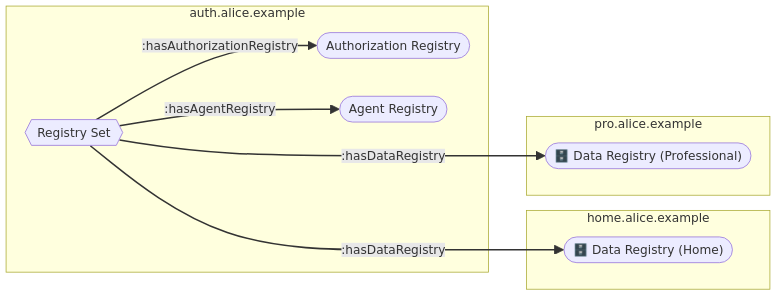 auth.alice.example
:hasAuthorizationRegistry
Authorization Registry
:hasAgentRegistry
Agent Registry
Registry Set
pro.alice.example
:hasDataRegistry
🗄️ Data Registry (Professional)
home.alice.example
:hasDataRegistry
🗄️ Data Registry (Home)